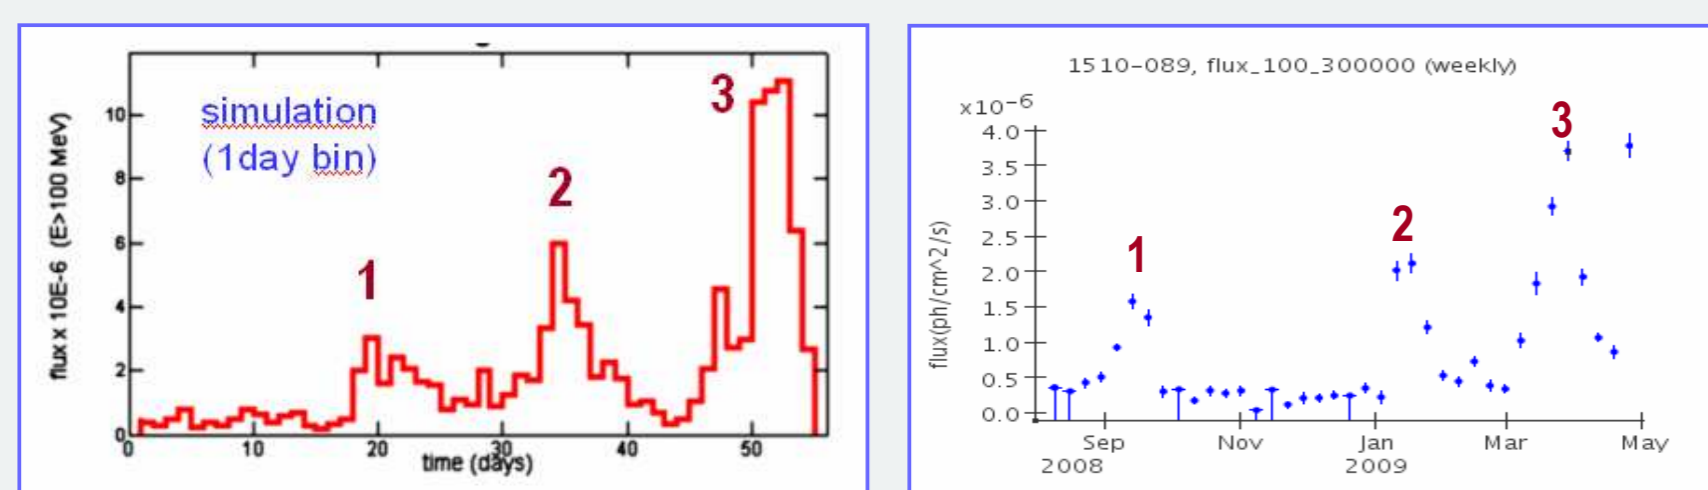 simulation
(1day bin)
1
2
3
flux x 10E-6 (E>100 MeV)
10
8
6
4
2
0
0
10
20
30
40
50
time (days)
1510-089, flux_100_300000 (weekly)
x10-6
flux(ph/cm^2/s)
4.0
3.5
3.0
2.5
2.0
1.5
1.0
0.5
0.0
1
2
3
Sep
Nov
Jan
Mar
May
2008
2009